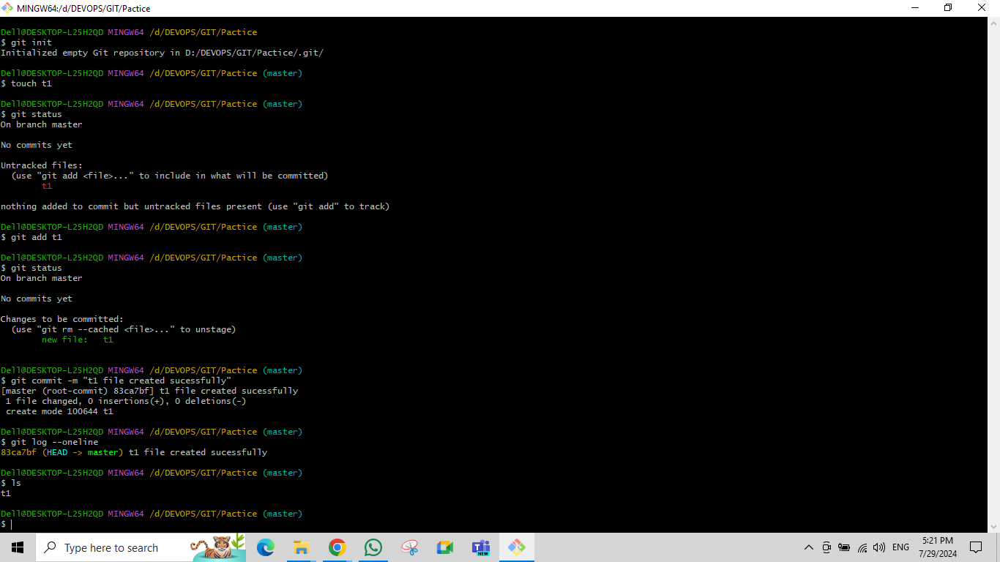 MINGW64:/d/DEVOPS/GIT/Pactice
Dell@DESKTOP-L25H2QD MINGW64 /d/DEVOPS/GIT/Pactice
$ git init
Initialized empty Git repository in D:/DEVOPS/GIT/Pactice/.git/
Dell@DESKTOP-L25H2QD MINGW64 /d/DEVOPS/GIT/Pactice (master)
$ touch t1
Dell@DESKTOP-L25H2QD MINGW64 /d/DEVOPS/GIT/Pactice (master)
$ git status
On branch master
No commits yet
Untracked files:
  (use "git add <file>..." to include in what will be committed)
        t1
nothing added to commit but untracked files present (use "git add" to track)
Dell@DESKTOP-L25H2QD MINGW64 /d/DEVOPS/GIT/Pactice (master)
$ git add t1
Dell@DESKTOP-L25H2QD MINGW64 /d/DEVOPS/GIT/Pactice (master)
$ git status
On branch master
No commits yet
Changes to be committed:
  (use "git rm --cached <file>..." to unstage)
        new file:   t1
Dell@DESKTOP-L25H2QD MINGW64 /d/DEVOPS/GIT/Pactice (master)
$ git commit -m "t1 file created sucessfully"
[master (root-commit) 83ca7bf] t1 file created sucessfully
 1 file changed, 0 insertions(+), 0 deletions(-)
 create mode 100644 t1
Dell@DESKTOP-L25H2QD MINGW64 /d/DEVOPS/GIT/Pactice (master)
$ git log --oneline
83ca7bf (HEAD -> master) t1 file created sucessfully
Dell@DESKTOP-L25H2QD MINGW64 /d/DEVOPS/GIT/Pactice (master)
$ ls
t1
Dell@DESKTOP-L25H2QD MINGW64 /d/DEVOPS/GIT/Pactice (master)
$
Type here to search
NEW
ENG
5:21 PM
7/29/2024